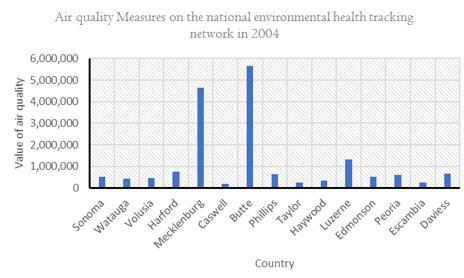 Air quality Measures on the national environmental health tracking
network in 2004
Value of air quality
6,000,000
5,000,000
4,000,000
3,000,000
2,000,000
1,000,000
0
Sonoma
Watauga
Volusia
Harford
Mecklenburg
Caswell
Butte
Phillips
Taylor
Haywood
Luzerne
Edmonson
Peoria
Escambia
Daviess
Country